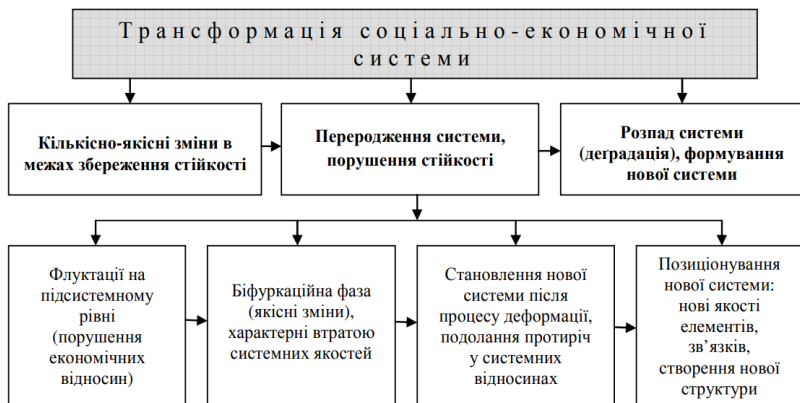 Трансформація соціально-економічної
системи
Кількісно-якісні зміни в
межах збереження стійкості
Переродження системи,
порушення стійкості
Розпад системи
(деґрадація), формування
нової системи
Флуктації на
підсистемному
рівні
(порушення
економічних
відносин)
Біфуркаційна фаза
(якісні зміни),
характерні втратою
системних якостей
Становлення нової
системи після
процесу деформації,
подолання протиріч
у системних
відносинах
Позиціонування
нової системи:
нові якості
елементів,
зв’язків,
створення нової
структури